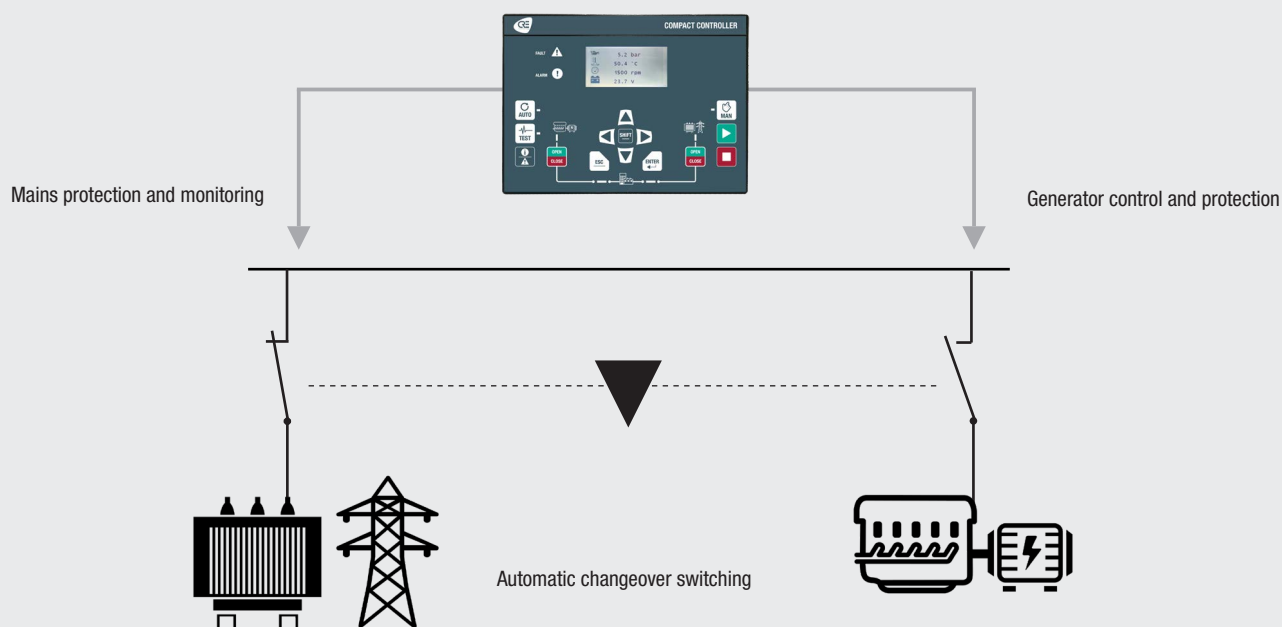 CRE
COMPACT CONTROLLER
FAULT
ALARM
5.2 bar
50.4 °C
1500 rpm
23.7 V
AUTO
MAN
TEST
SHIFT
OPEN
CLOSE
ESC
ENTER
OPEN
CLOSE
Mains protection and monitoring
Generator control and protection
Automatic changeover switching